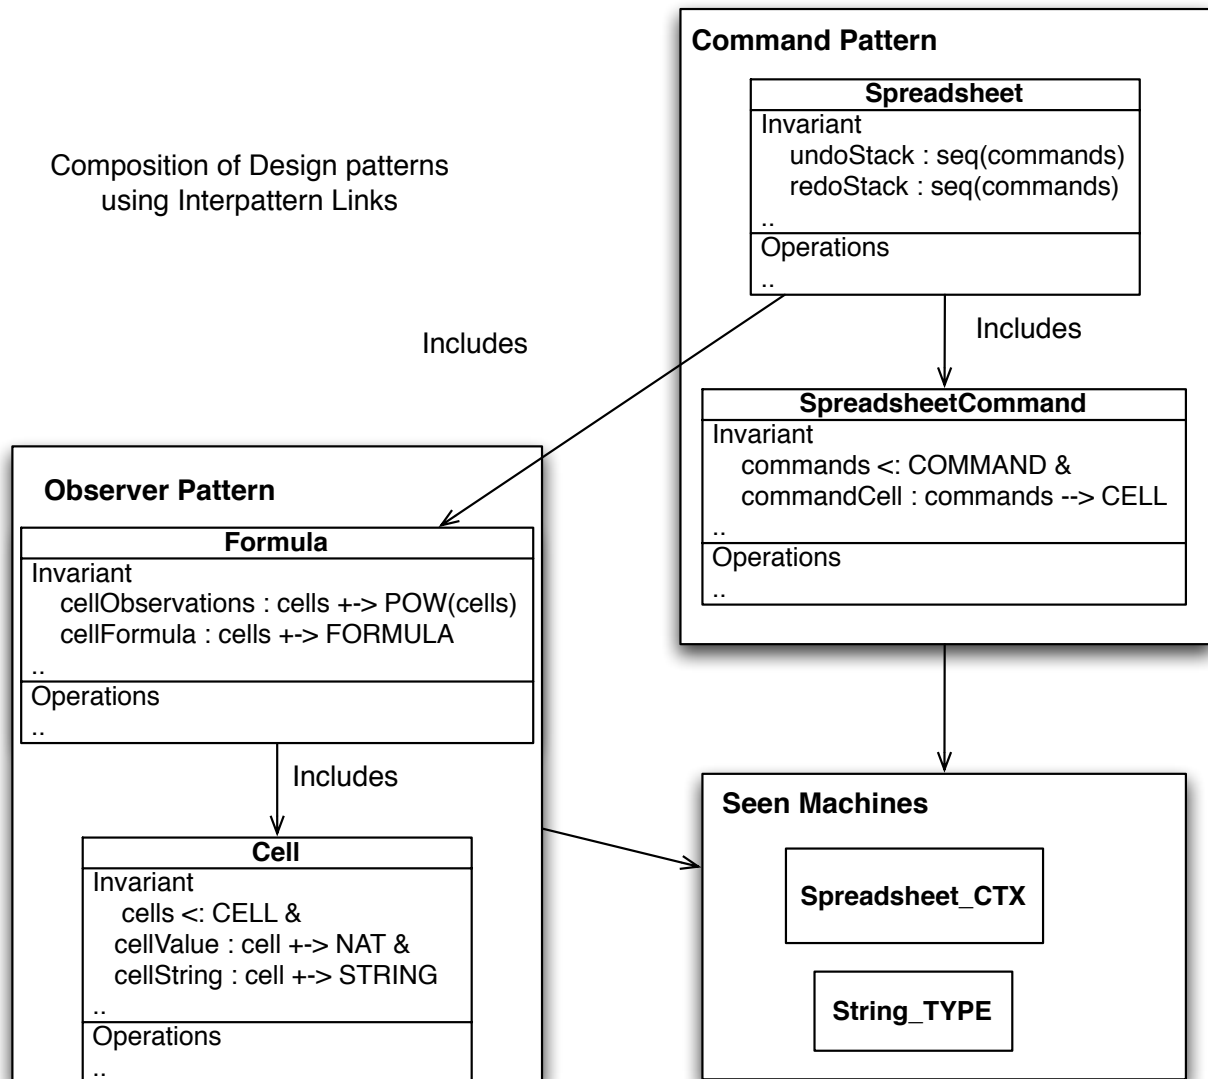 Composition of Design patterns
using Interpattern Links
Command Pattern
Spreadsheet
Invariant
undoStack : seq(commands)
redoStack : seq(commands)
..
Operations
..
Includes
Includes
SpreadsheetCommand
Invariant
commands <: COMMAND &
commandCell : commands --> CELL
..
Operations
..
Observer Pattern
Formula
Invariant
cellObservations : cells +-> POW(cells)
cellFormula : cells +-> FORMULA
..
Operations
..
Includes
Cell
Invariant
cells <: CELL &
cellValue : cell +-> NAT &
cellString : cell +-> STRING
..
Operations
..
Seen Machines
Spreadsheet_CTX
String_TYPE